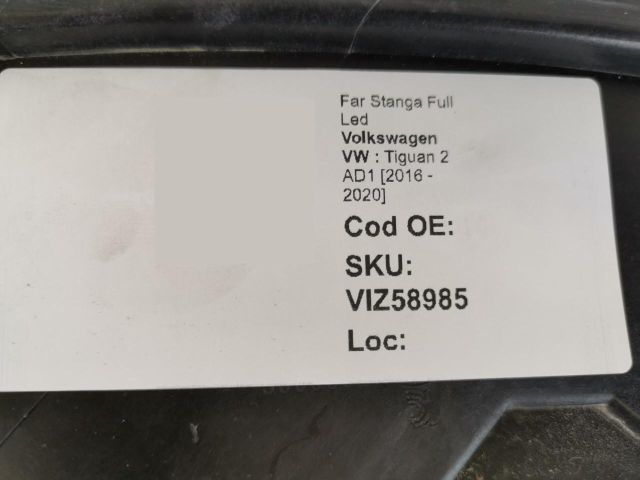 Far Stanga Full
Led
Volkswagen
VW : Tiguan 2
AD1 [2016 -
2020]
Cod OE:
SKU:
VIZ58985
Loc: